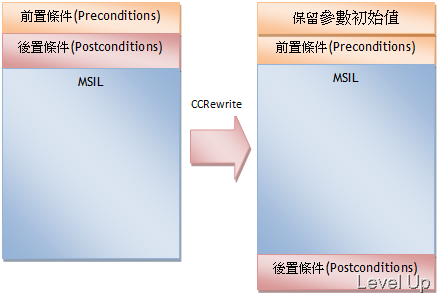 前置條件(Preconditions)
後置條件(Postconditions)
MSIL
CCRewrite
保留參數初始值
前置條件(Preconditions)
MSIL
後置條件(Postconditions)
Level Up